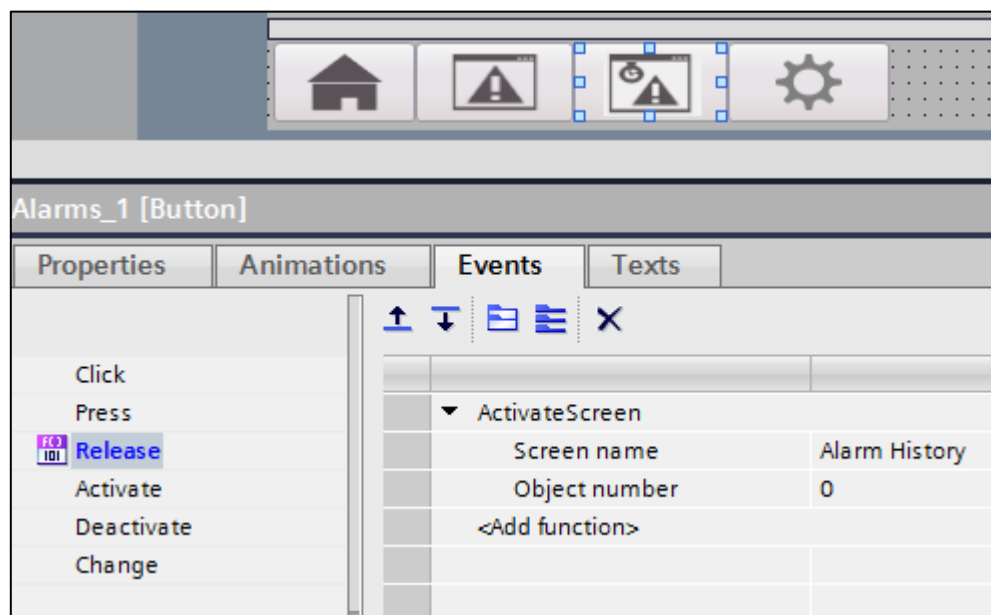 Alarms_1 [Button]
Properties Animations Events Texts
Click
Press
ActivateScreen
F()
101
Release
Screen name Alarm History
Activate
Object number 0
Deactivate
<Add function>
Change